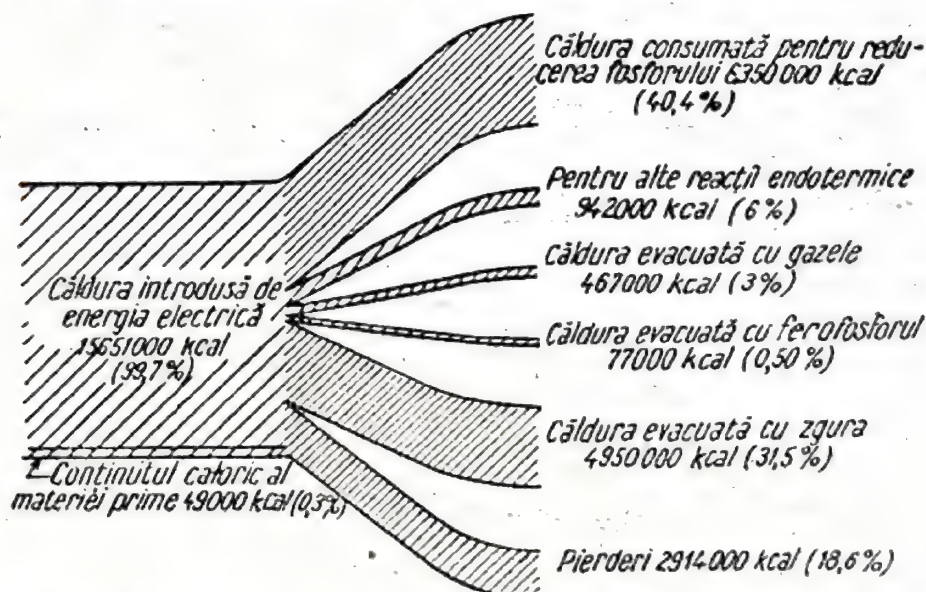 Căldura consumată pentru redu-
cerea fosforului 6350000 kcal
(40,4%)
Pentru alte reacții endotermice
942000 kcal (6%)
Căldura evacuată cu gazele
467000 kcal (3%)
Căldura evacuată cu ferofosforul
77000 kcal (0,50%)
Căldura evacuată cu zgura
4950000 kcal (31,5%)
Pierderi 2914000 kcal (18,6%)
Căldura introdusă de
energia electrică
15651000 kcal
(99,7%)
Conținutul caloric al
materiei prime 49000 kcal (0,3%)